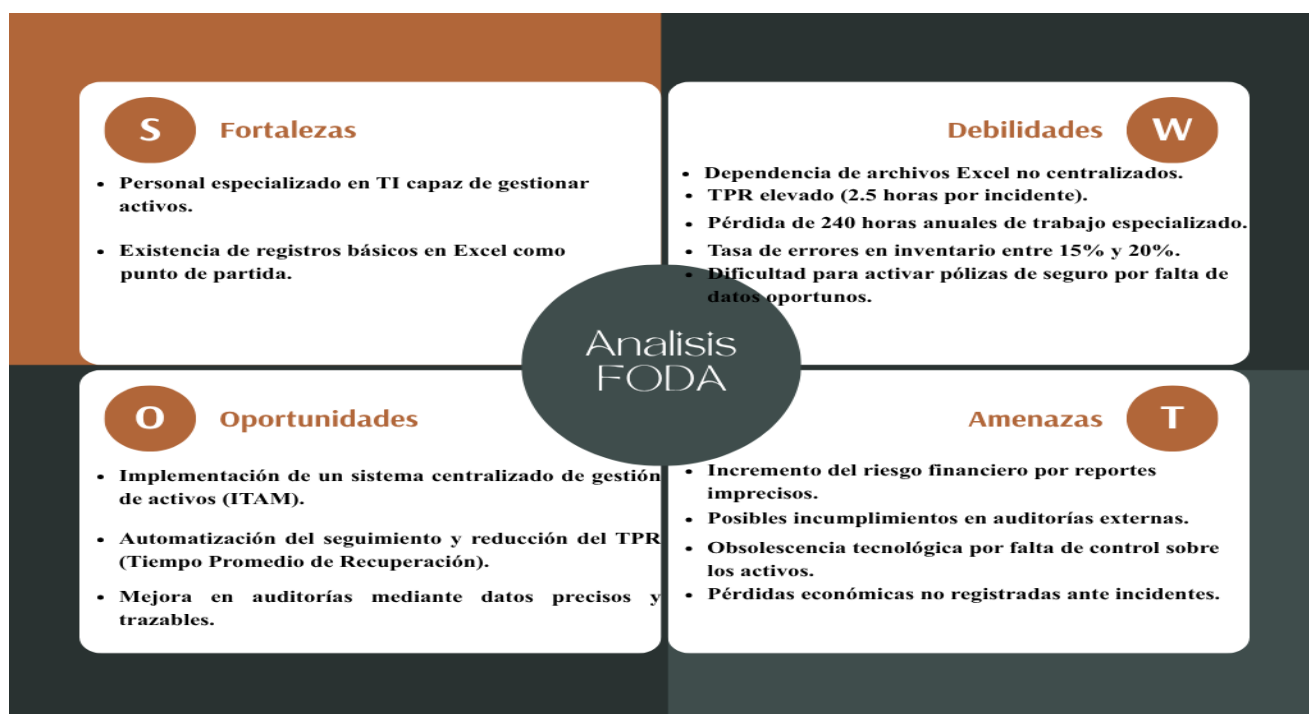 S
Fortalezas
• Personal especializado en TI capaz de gestionar
activos.
• Existencia de registros básicos en Excel como
punto de partida.
Debilidades
W
• Dependencia de archivos Excel no centralizados.
• TPR elevado (2.5 horas por incidente).
• Pérdida de 240 horas anuales de trabajo especializado.
• Tasa de errores en inventario entre 15% y 20%.
• Dificultad para activar pólizas de seguro por falta de
datos oportunos.
Analisis
FODA
O
Oportunidades
• Implementación de un sistema centralizado de gestión
de activos (ITAM).
• Automatización del seguimiento y reducción del TPR
(Tiempo Promedio de Recuperación).
• Mejora en auditorías mediante datos precisos y
trazables.
Amenazas
T
• Incremento del riesgo financiero por reportes
imprecisos.
• Posibles incumplimientos en auditorías externas.
• Obsolescencia tecnológica por falta de control sobre
los activos.
• Pérdidas económicas no registradas ante incidentes.